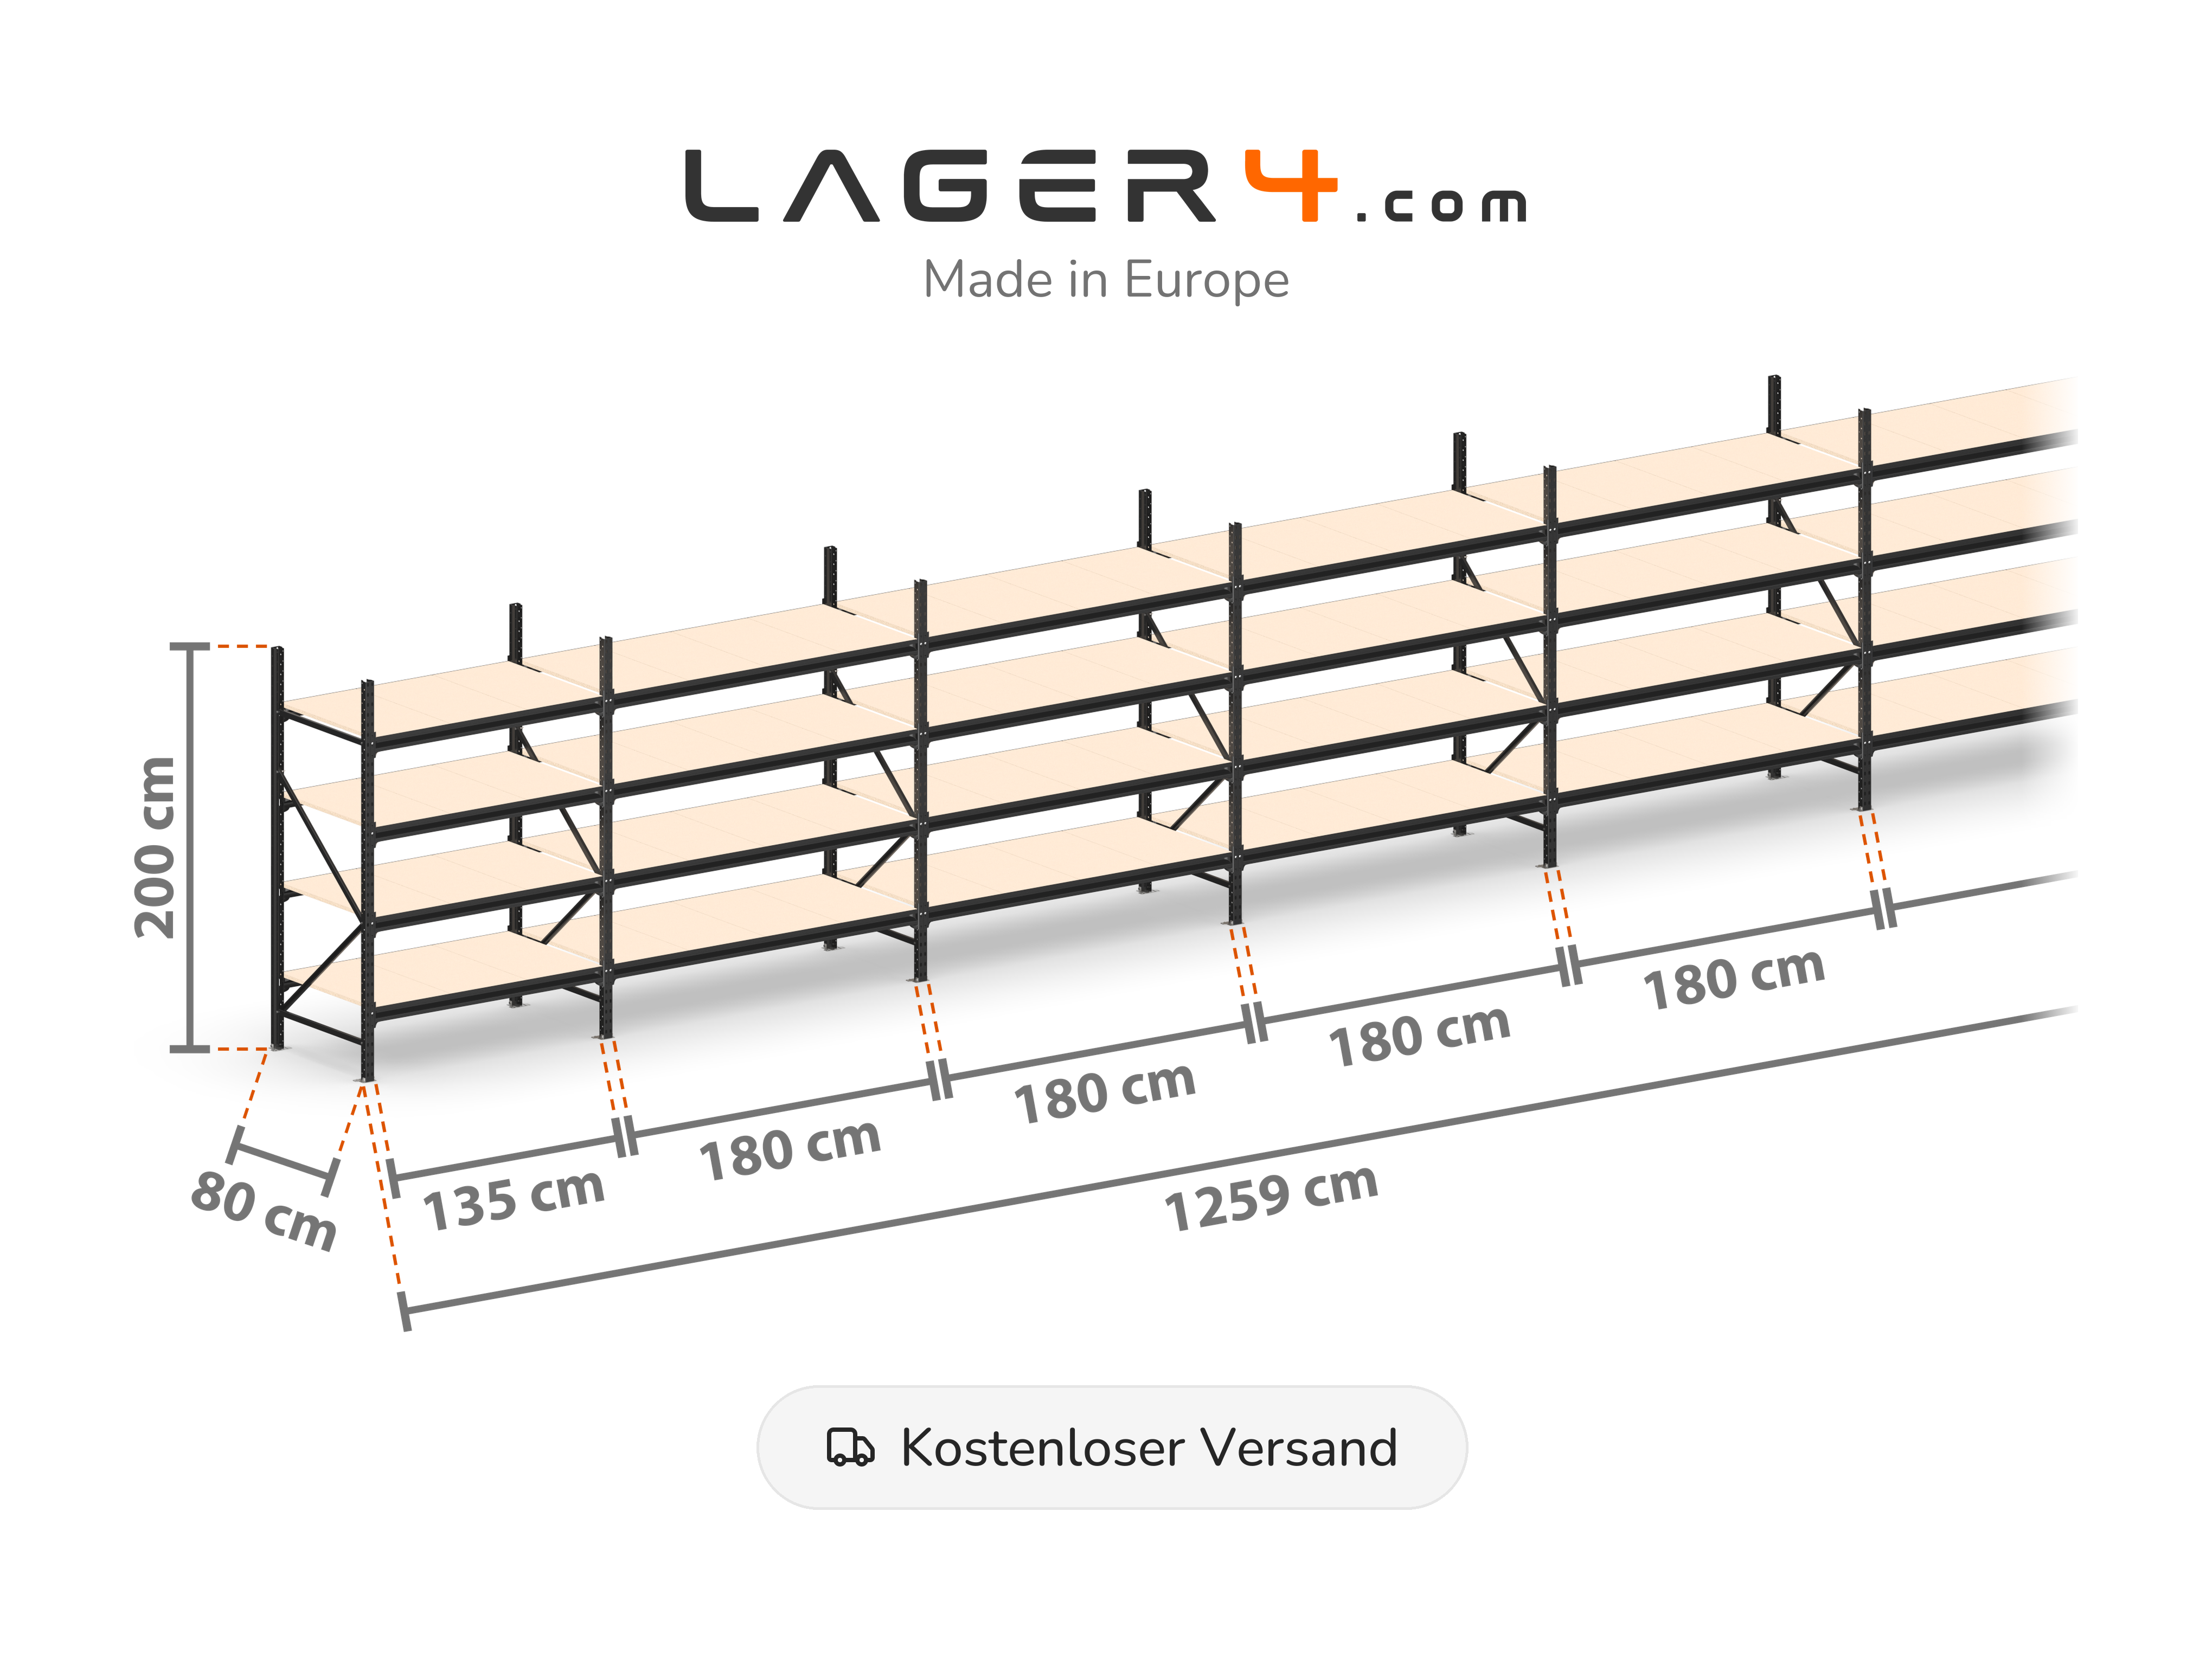 LAGER4.com
Made in Europe
200 cm
80 cm
135 cm
180 cm
180 cm
180 cm
180 cm
1259 cm
Kostenloser Versand